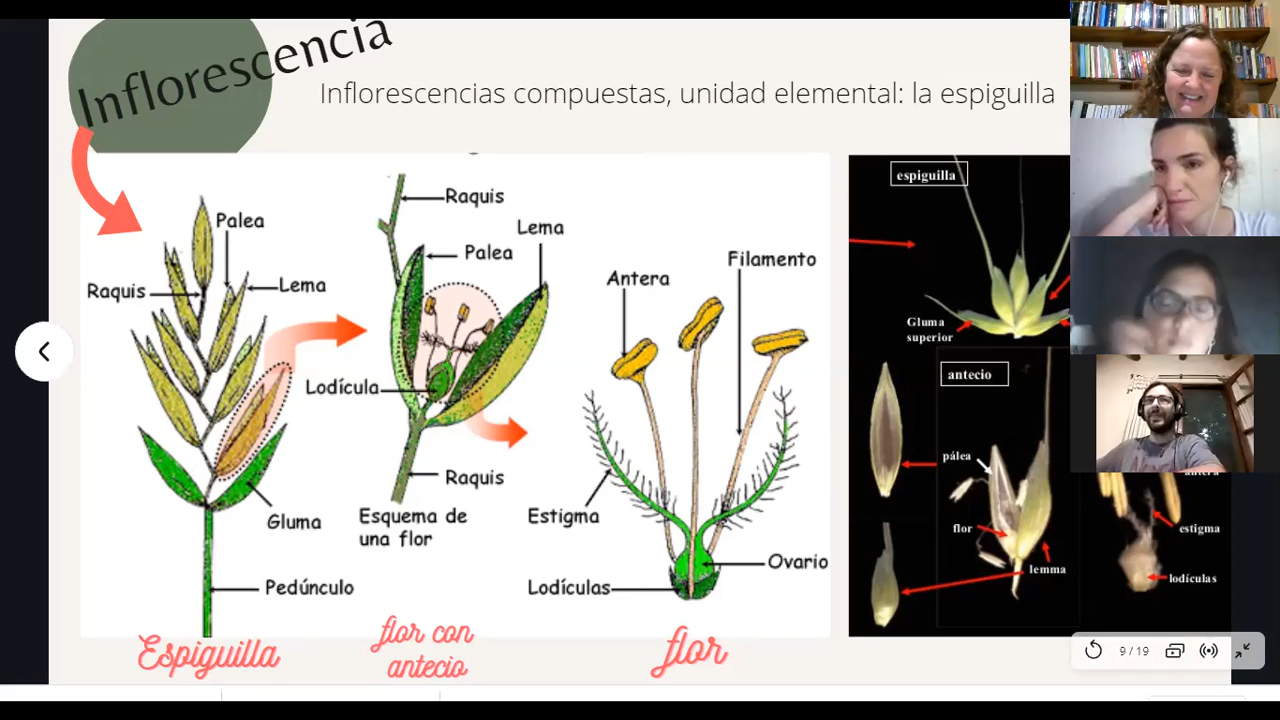 Inflorescencia
Inflorescencias compuestas, unidad elemental: la espiguilla
Palea
Raquis
Lema
Gluma
Pedúnculo
Espiguilla
Raquis
Lema
Palea
Lodícula
Raquis
Esquema de
una flor
flor con
antecio
Antera
Filamento
Estigma
Ovario
Lodículas
flor
espiguilla
Gluma
superior
antecio
pálea
flor
lemma
estigma
lodículas
9 / 19